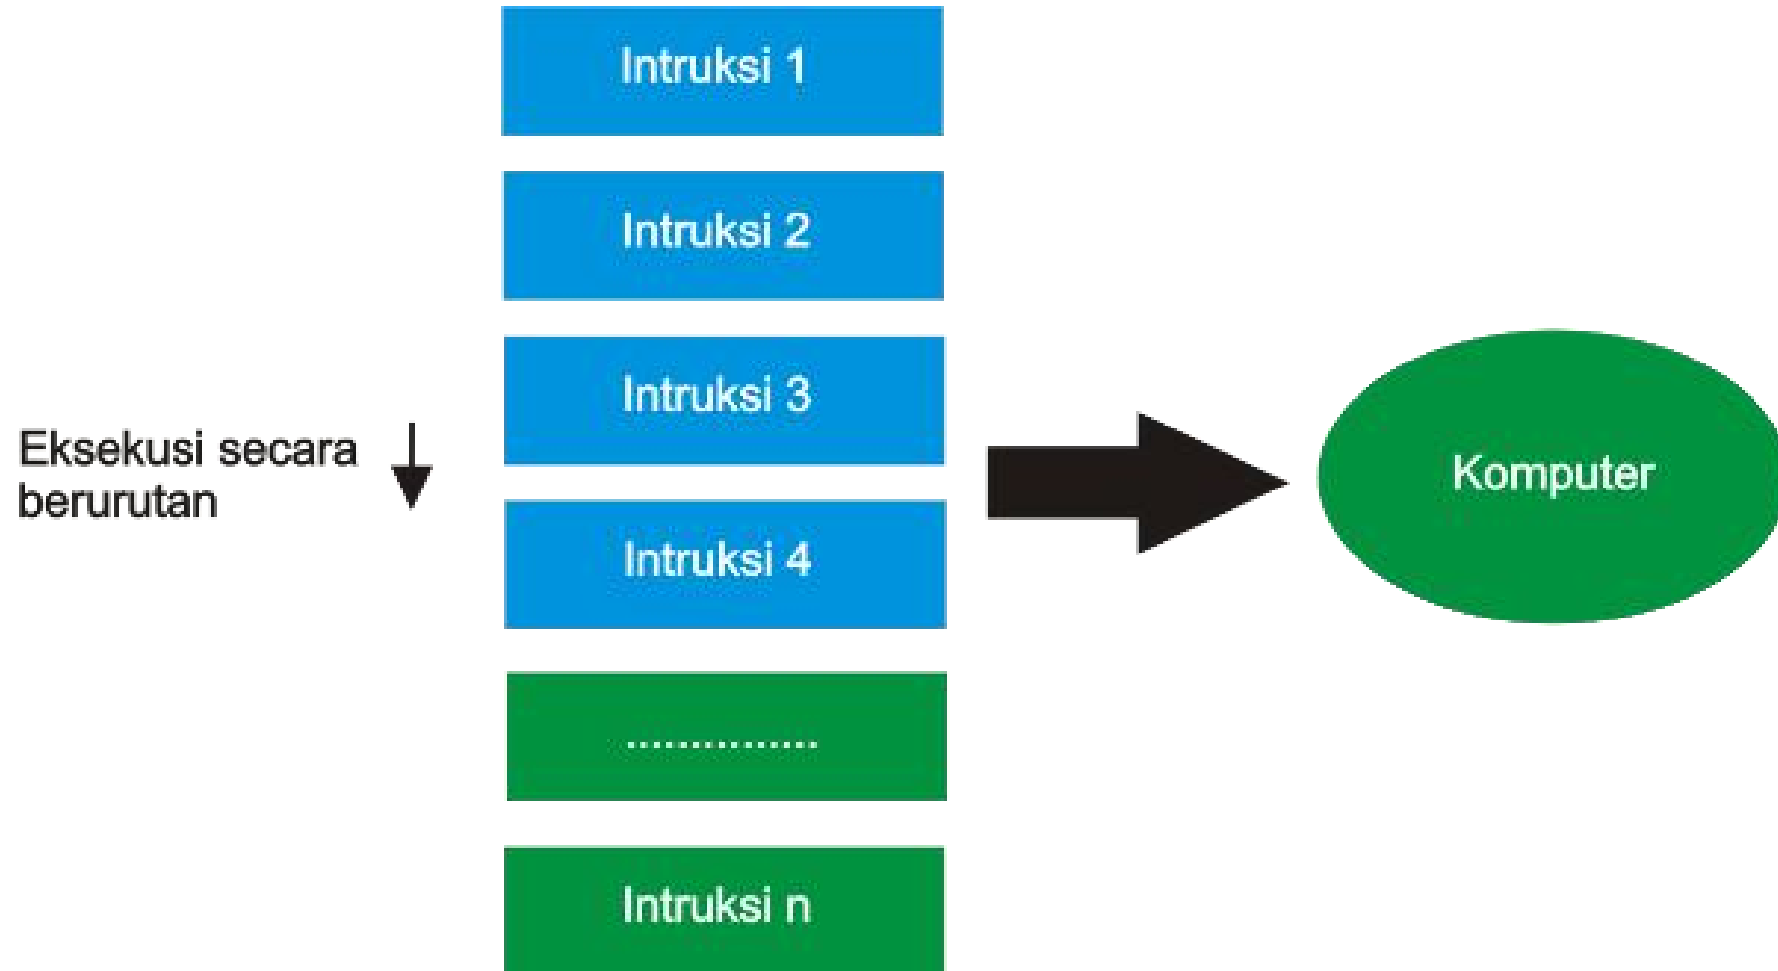 Intruksi 1
Intruksi 2
Intruksi 3
Eksekusi secara
berurutan
Intruksi 4
Komputer
...............
Intruksi n